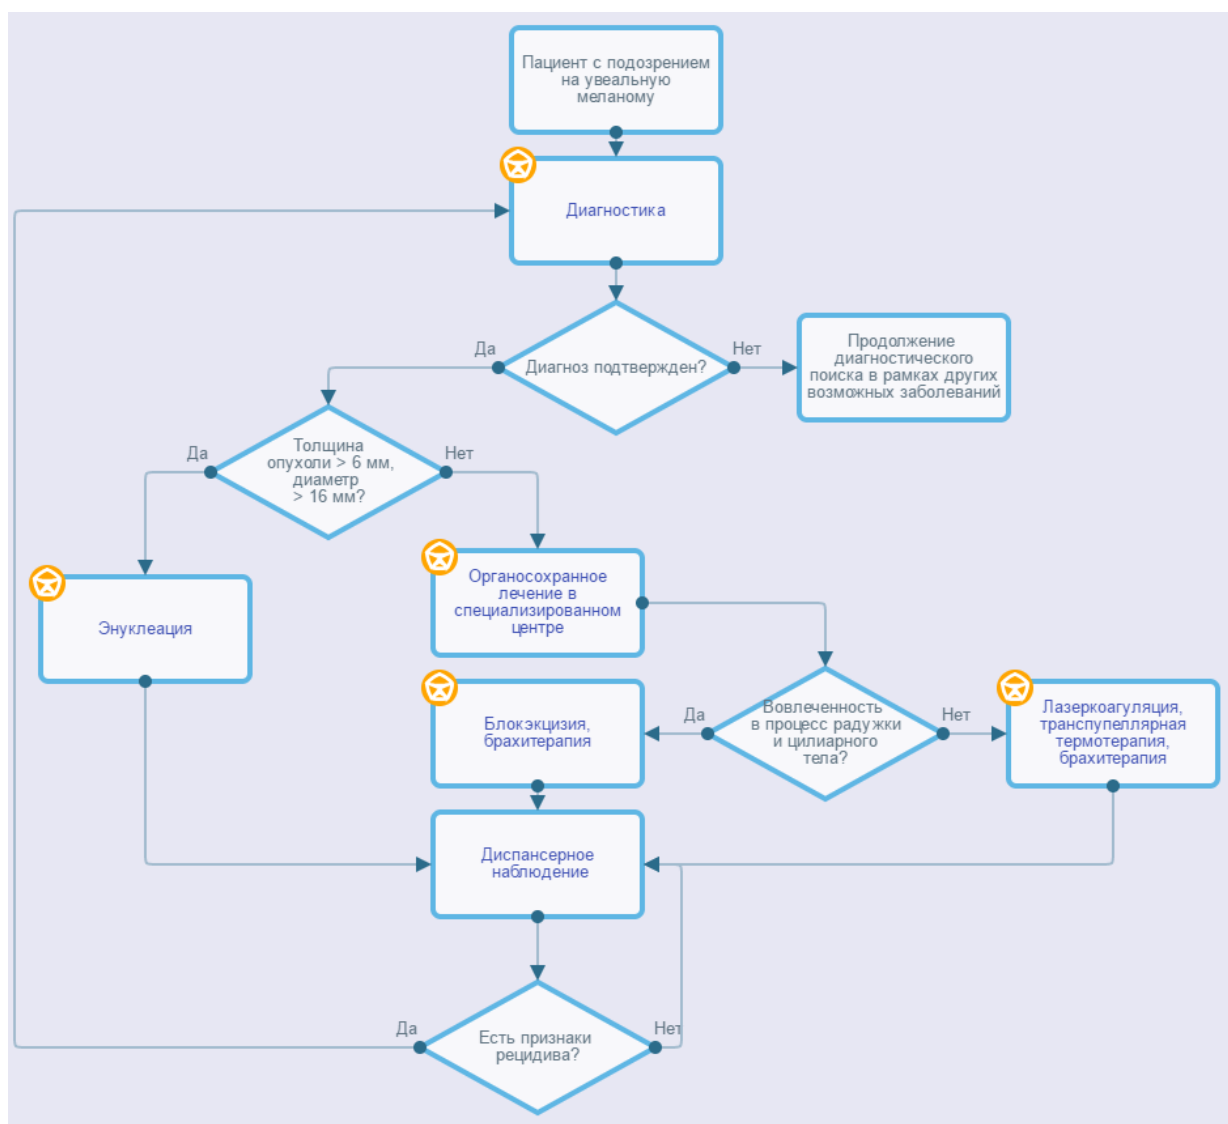 Пациент с подозрением
на увеальную
меланому
Диагностика
Диагноз подтвержден?
Да
Нет
Продолжение
диагностического
поиска в рамках других
возможных заболеваний
Толщина
опухоли > 6 мм,
диаметр
> 16 мм?
Да
Нет
Энуклеация
Органосохранное
лечение в
специализированном
центре
Вовлеченность
в процесс радужки
и цилиарного
тела?
Да
Нет
Блокэкцизия,
брахитерапия
Лазеркоагуляция,
транспупеллярная
термотерапия,
брахитерапия
Диспансерное
наблюдение
Есть признаки
рецидива?
Да
Нет